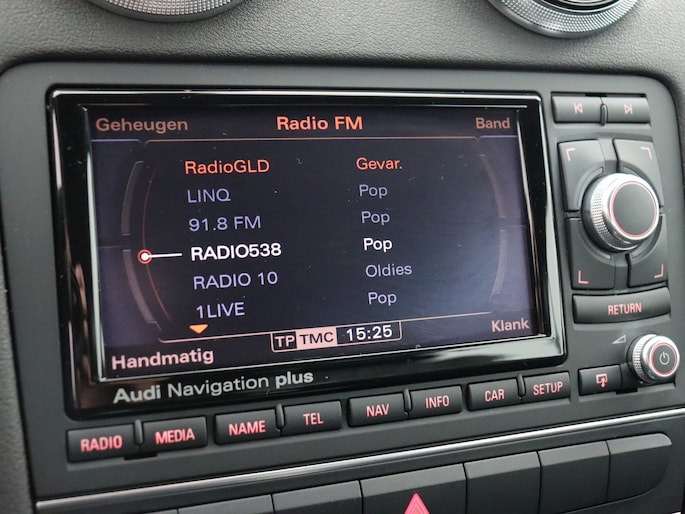 Geheugen Radio FM Band
RadioGLD Gevar.
LINQ Pop
91.8 FM Pop
RADIO538 Pop
RADIO 10 Oldies
1LIVE Pop
Handmatig TP TMC 15:25 Klank
Audi Navigation plus
RETURN
RADIO MEDIA NAME TEL NAV INFO CAR SETUP